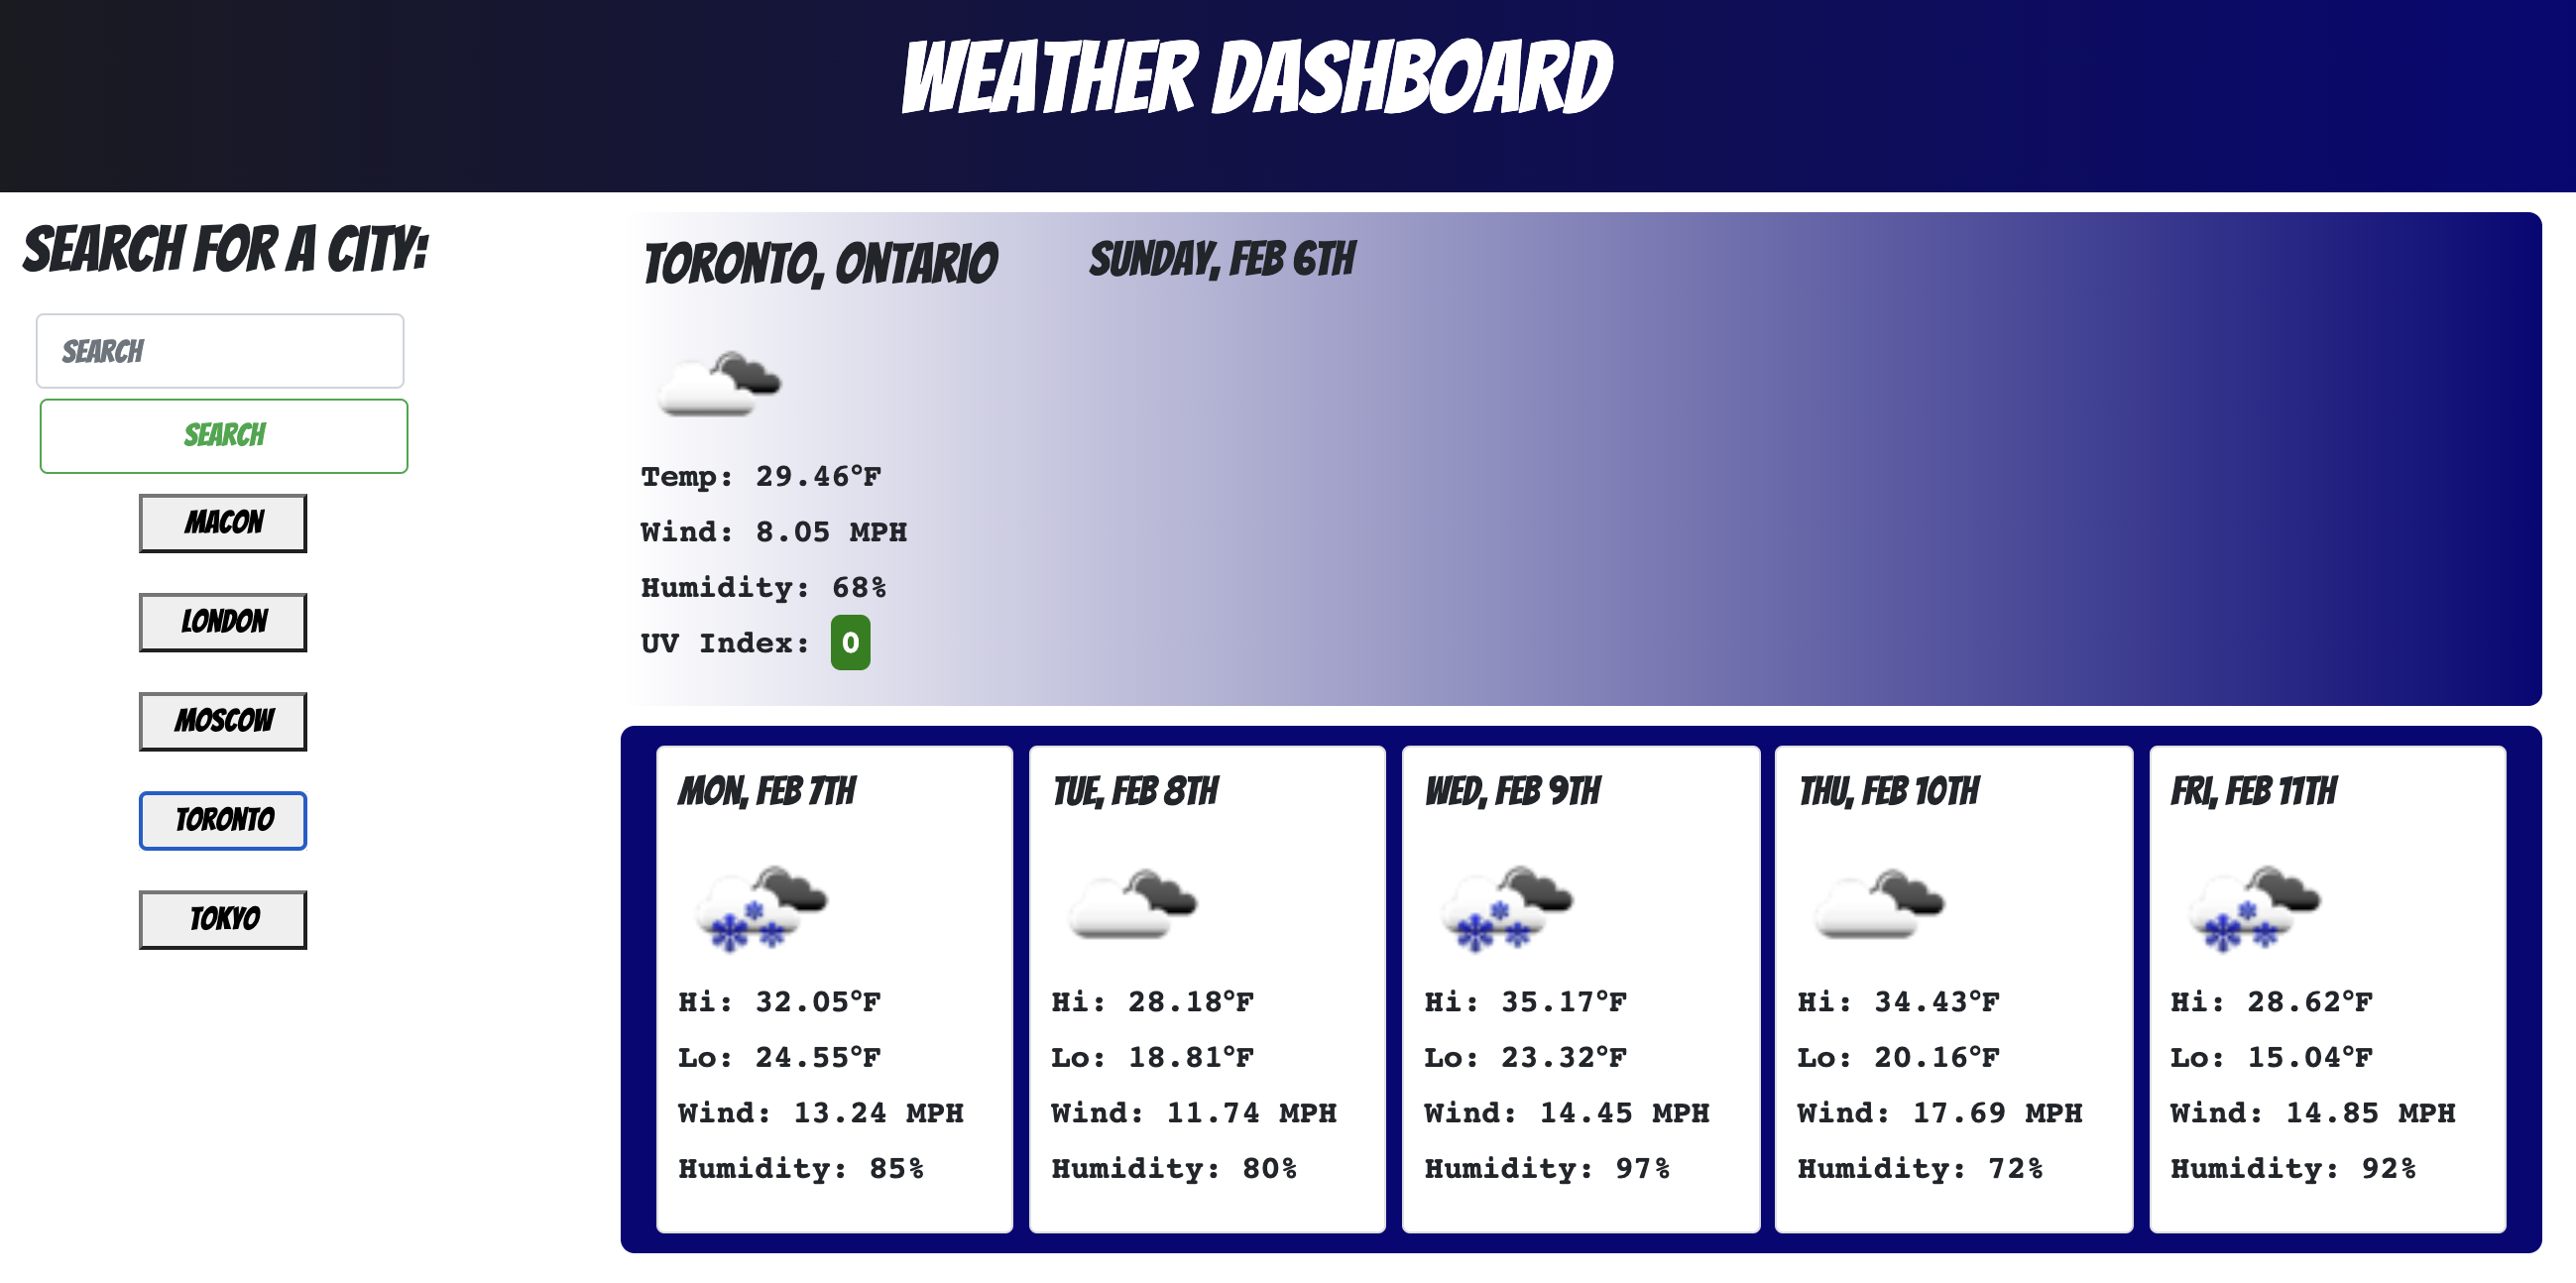 WEATHER DASHBOARD
SEARCH FOR A CITY:
SEARCH
SEARCH
MACON
LONDON
MOSCOW
TORONTO
TOKYO
TORONTO, ONTARIO
SUNDAY, FEB 6TH
Temp: 29.46°F
Wind: 8.05 MPH
Humidity: 68%
UV Index: 0
MON, FEB 7TH
Hi: 32.05°F
Lo: 24.55°F
Wind: 13.24 MPH
Humidity: 85%
TUE, FEB 8TH
Hi: 28.18°F
Lo: 18.81°F
Wind: 11.74 MPH
Humidity: 80%
WED, FEB 9TH
Hi: 35.17°F
Lo: 23.32°F
Wind: 14.45 MPH
Humidity: 97%
THU, FEB 10TH
Hi: 34.43°F
Lo: 20.16°F
Wind: 17.69 MPH
Humidity: 72%
FRI, FEB 11TH
Hi: 28.62°F
Lo: 15.04°F
Wind: 14.85 MPH
Humidity: 92%